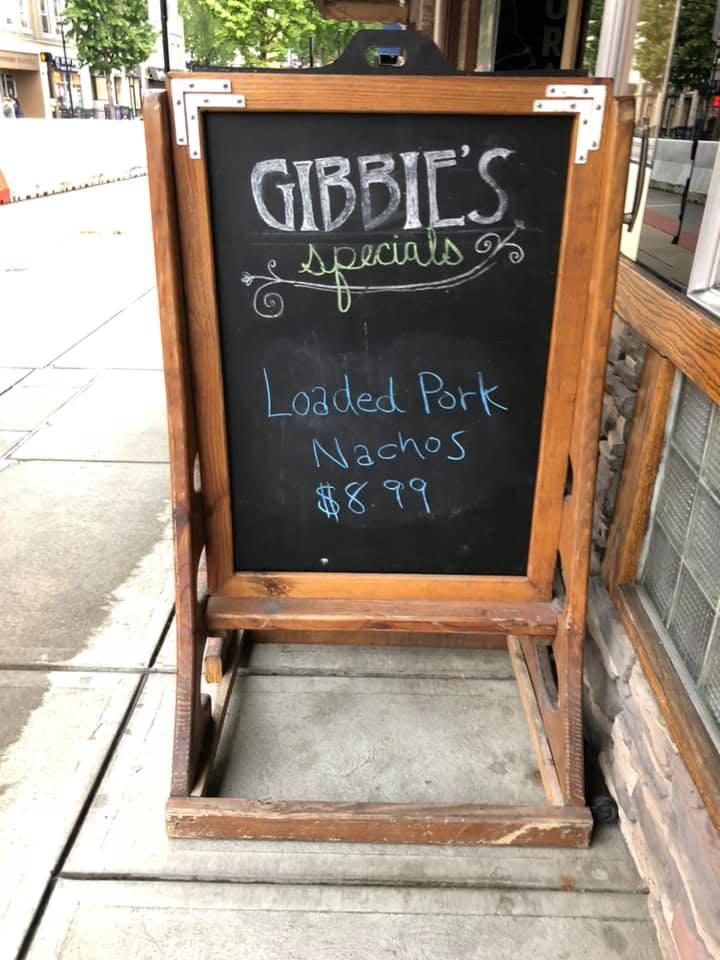 GIBBIE'S
specials
Loaded Pork
Nachos
$8.99